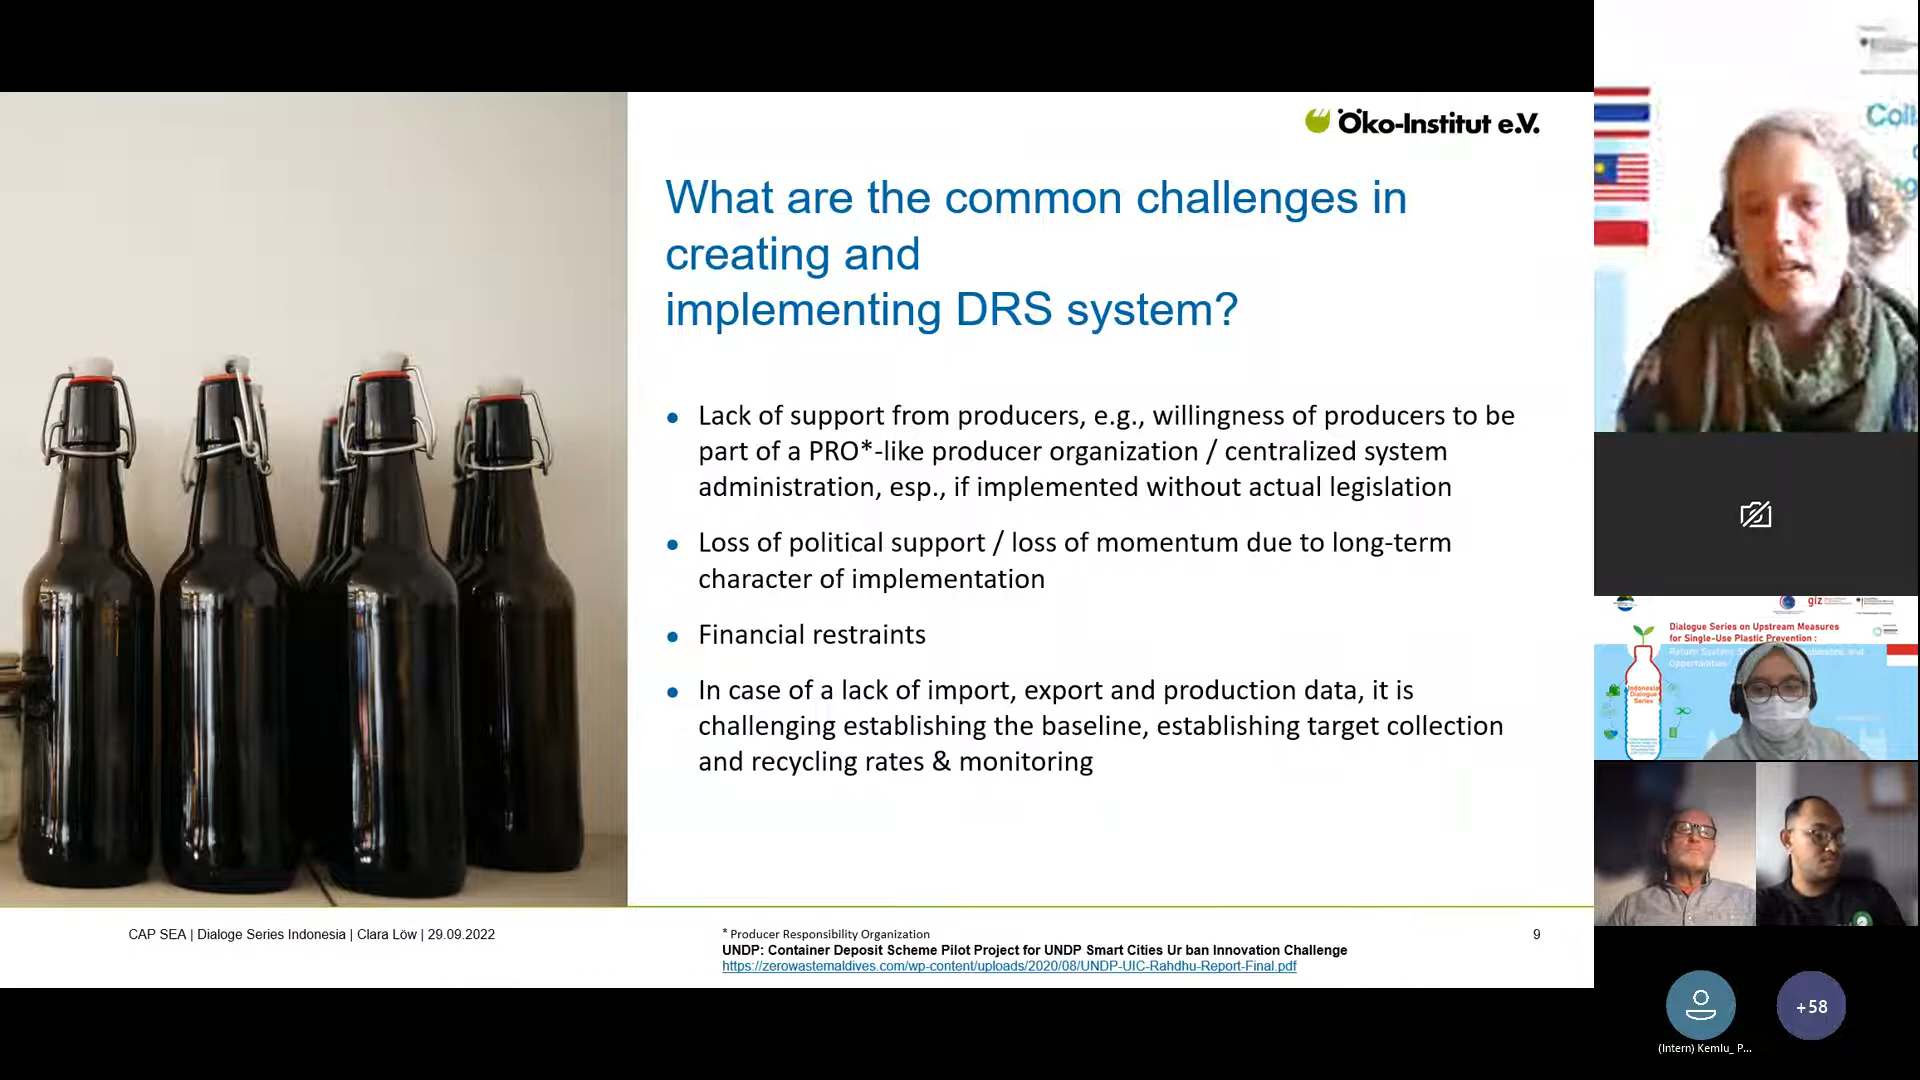 Öko-Institut e.V.
What are the common challenges in
creating and
implementing DRS system?
• Lack of support from producers, e.g., willingness of producers to be
part of a PRO*-like producer organization / centralized system
administration, esp., if implemented without actual legislation
• Loss of political support / loss of momentum due to long-term
character of implementation
• Financial restraints
• In case of a lack of import, export and production data, it is
challenging establishing the baseline, establishing target collection
and recycling rates & monitoring
CAP SEA | Dialoge Series Indonesia | Clara Löw | 29.09.2022
* Producer Responsibility Organization
UNDP: Container Deposit Scheme Pilot Project for UNDP Smart Cities Ur ban Innovation Challenge
https://zerowastemaldives.com/wp-content/uploads/2020/08/UNDP-UIC-Rahdhu-Report-Final.pdf
9
giz
Dialogue Series on Upstream Measures
for Single-Use Plastic Prevention :
Return System
Opportunities
Indonesia
Dialogue
Series
+58
(Intern) Kemlu_ P...